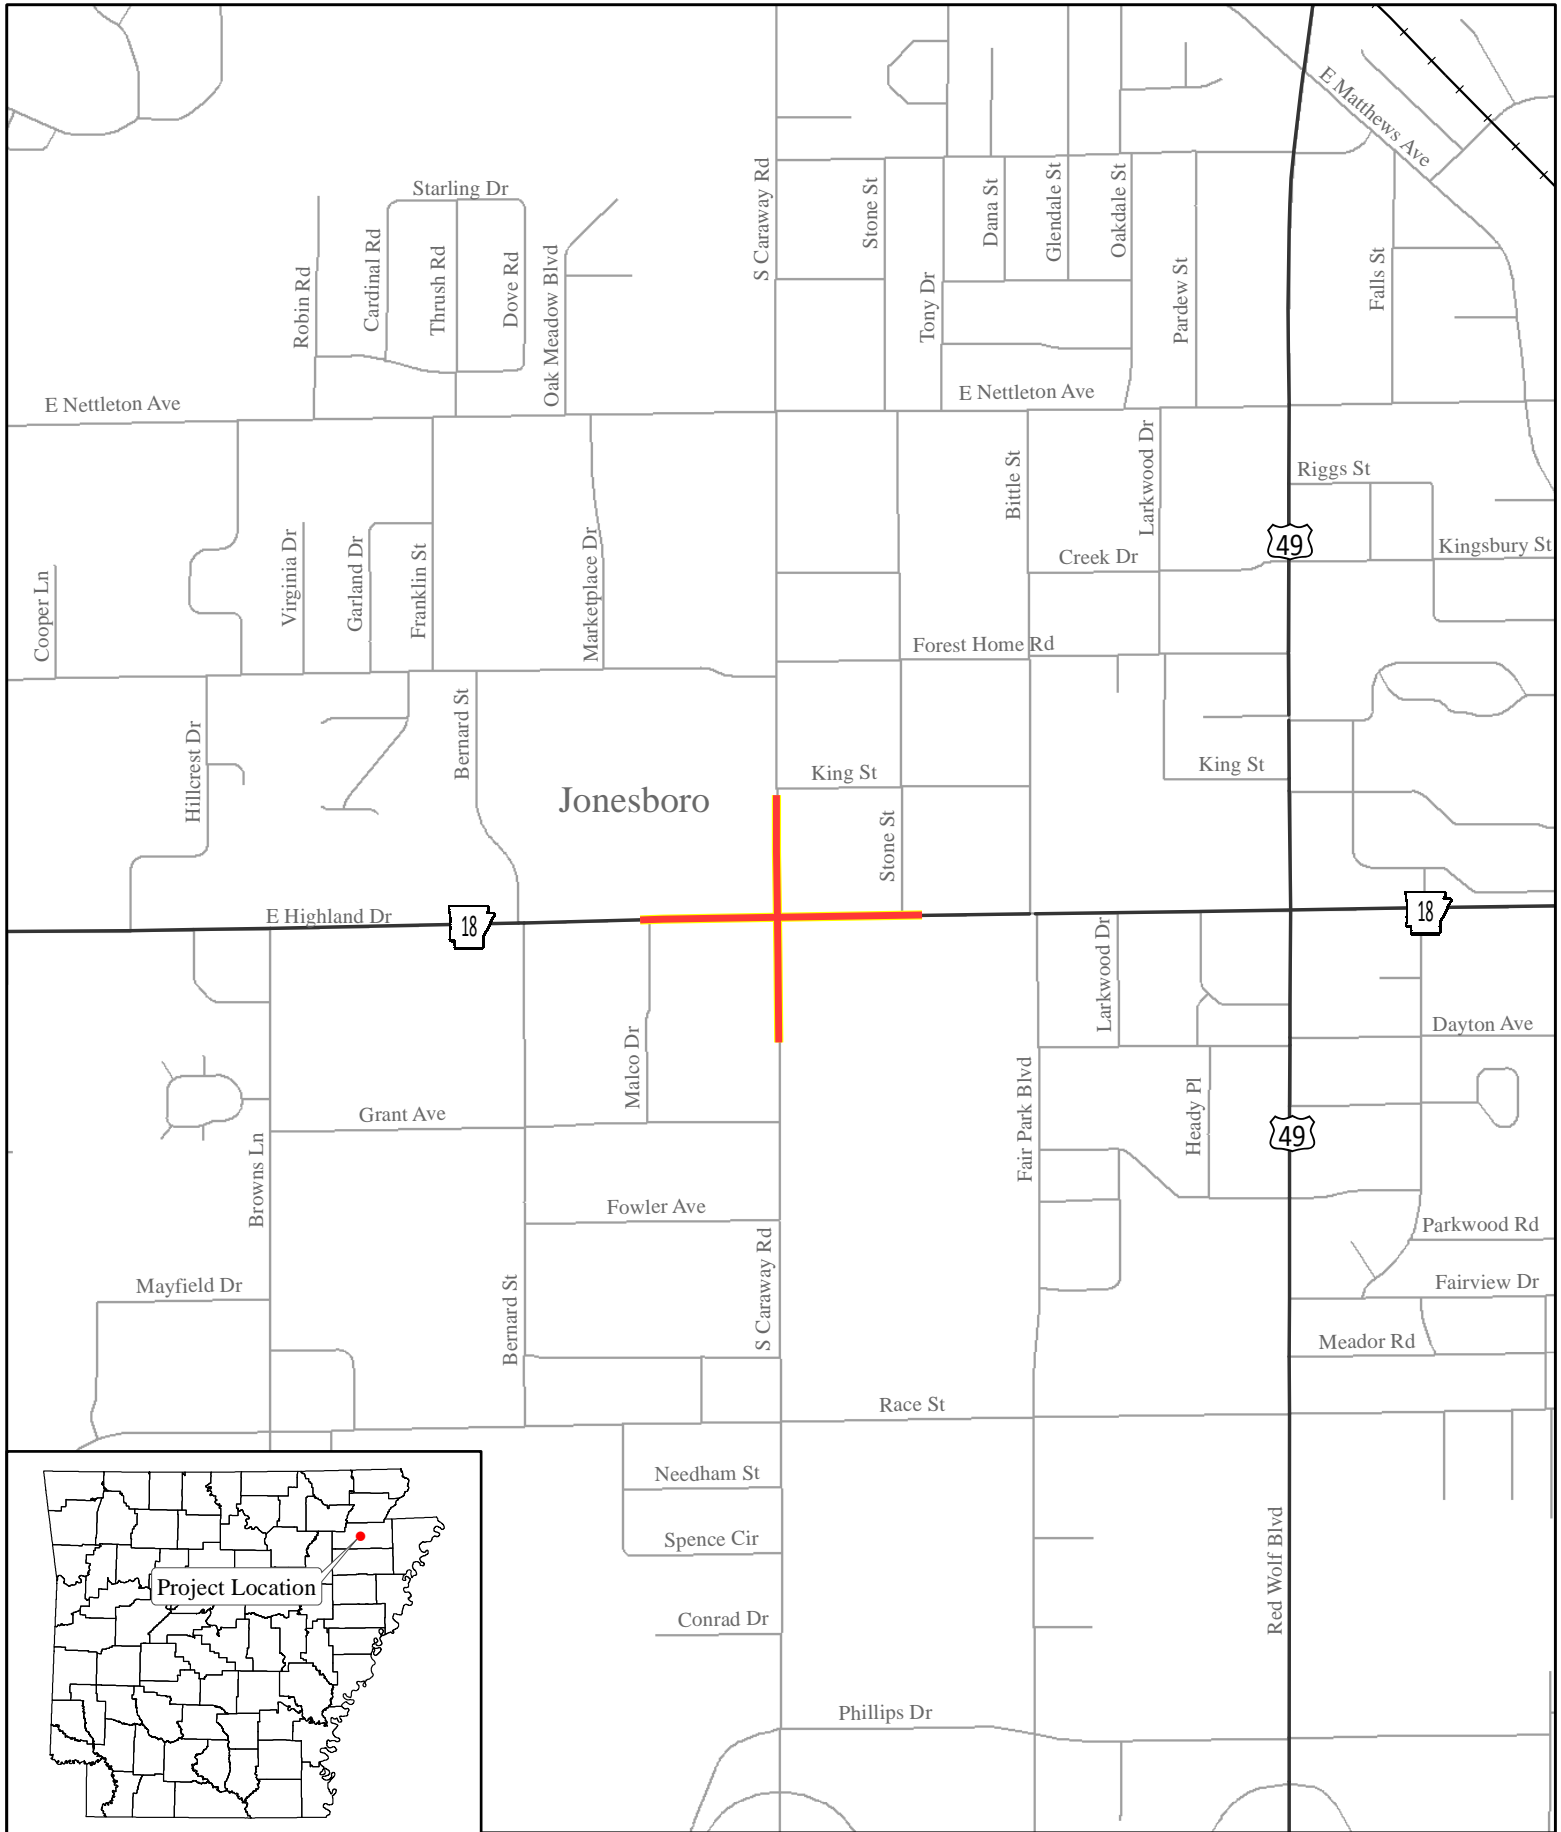 E Matthews Ave
Starling Dr
S Caraway Rd
Stone St
Dana St
Glendale St
Oakdale St
Cardinal Rd
Thrush Rd
Dove Rd
Oak Meadow Blvd
Robin Rd
Tony Dr
Pardew St
Falls St
E Nettleton Ave
E Nettleton Ave
Bittle St
Larkwood Dr
Riggs St
49
Kingsbury St
Creek Dr
Cooper Ln
Virginia Dr
Garland Dr
Franklin St
Marketplace Dr
Forest Home Rd
Hillcrest Dr
Bernard St
King St
King St
Jonesboro
Stone St
E Highland Dr
18
18
Larkwood Dr
Malco Dr
Dayton Ave
Grant Ave
Fair Park Blvd
Heady Pl
49
Browns Ln
Fowler Ave
S Caraway Rd
Parkwood Rd
Mayfield Dr
Bernard St
Fairview Dr
Meador Rd
Race St
Needham St
Spence Cir
Red Wolf Blvd
Project Location
Conrad Dr
Phillips Dr